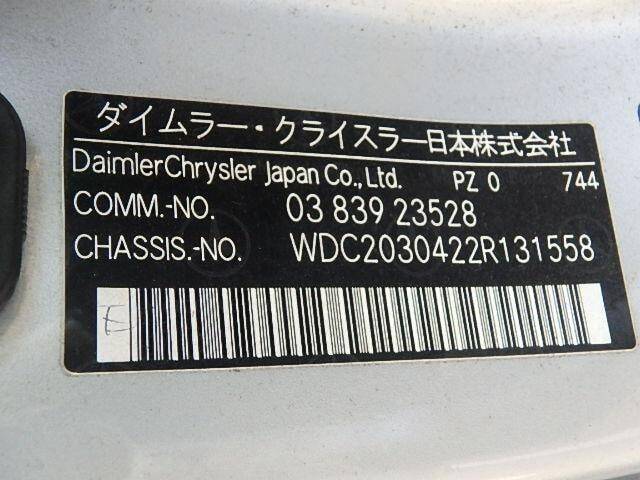 ダイムラー・クライスラー日本株式会社
DaimlerChrysler Japan Co.,Ltd. PZ 0 744
COMM.-NO. 03 839 23528
CHASSIS.-NO. WDC2030422R131558